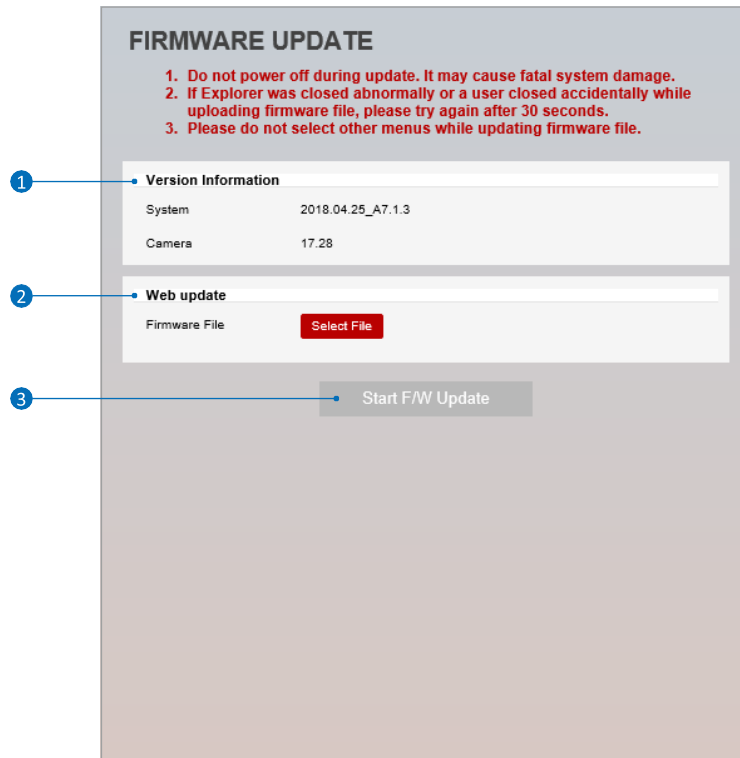 FIRMWARE UPDATE
1. Do not power off during update. It may cause fatal system damage.
2. If Explorer was closed abnormally or a user closed accidentally while
uploading firmware file, please try again after 30 seconds.
3. Please do not select other menus while updating firmware file.
1 Version Information
System 2018.04.25_A7.1.3
Camera 17.28
2 Web update
Firmware File Select File
3 Start F/W Update